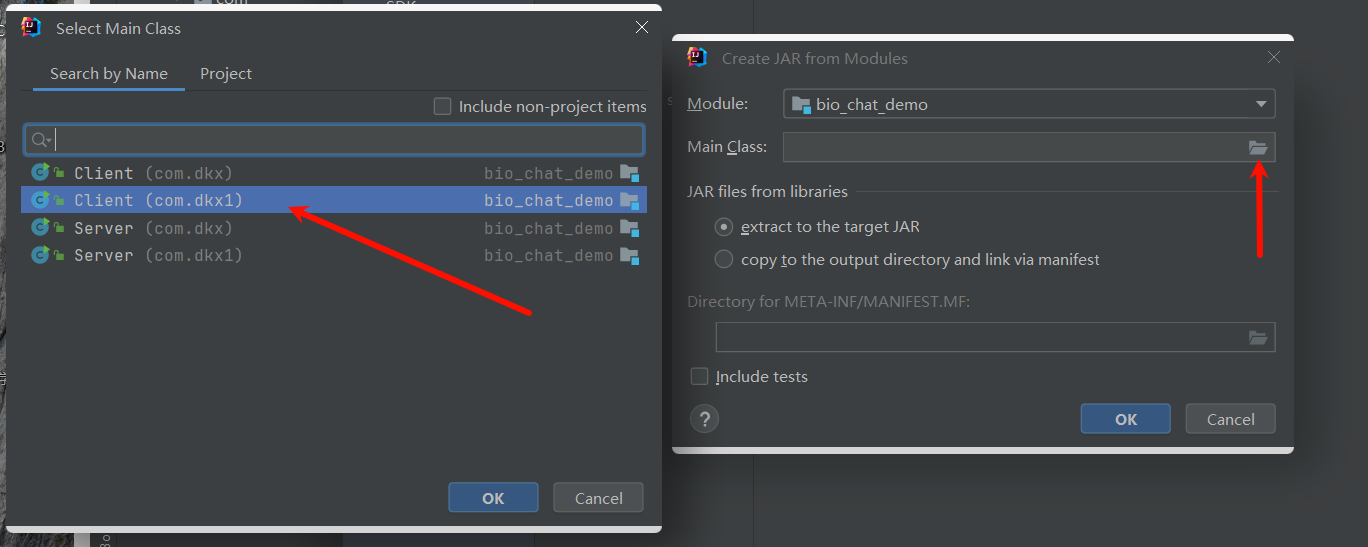 com
SDK
Select Main Class
Search by Name
Project
Include non-project items
Client (com.dkx) bio_chat_demo
Client (com.dkx1) bio_chat_demo
Server (com.dkx) bio_chat_demo
Server (com.dkx1) bio_chat_demo
OK
Cancel
Create JAR from Modules
Module: bio_chat_demo
Main Class:
JAR files from libraries
extract to the target JAR
copy to the output directory and link via manifest
Directory for META-INF/MANIFEST.MF:
Include tests
?
OK
Cancel